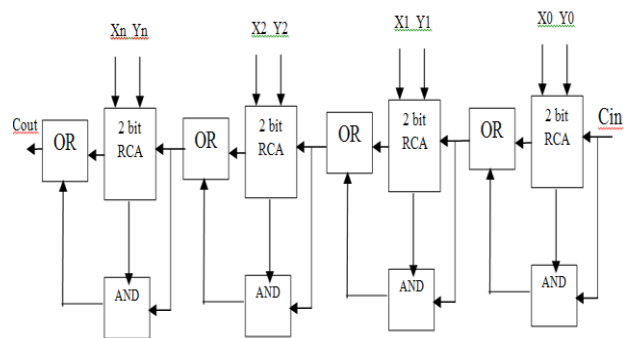 Xn Yn
X2 Y2
X1 Y1
X0 Y0
Cout
OR
2 bit
RCA
OR
2 bit
RCA
OR
2 bit
RCA
OR
2 bit
RCA
Cin
AND
AND
AND
AND